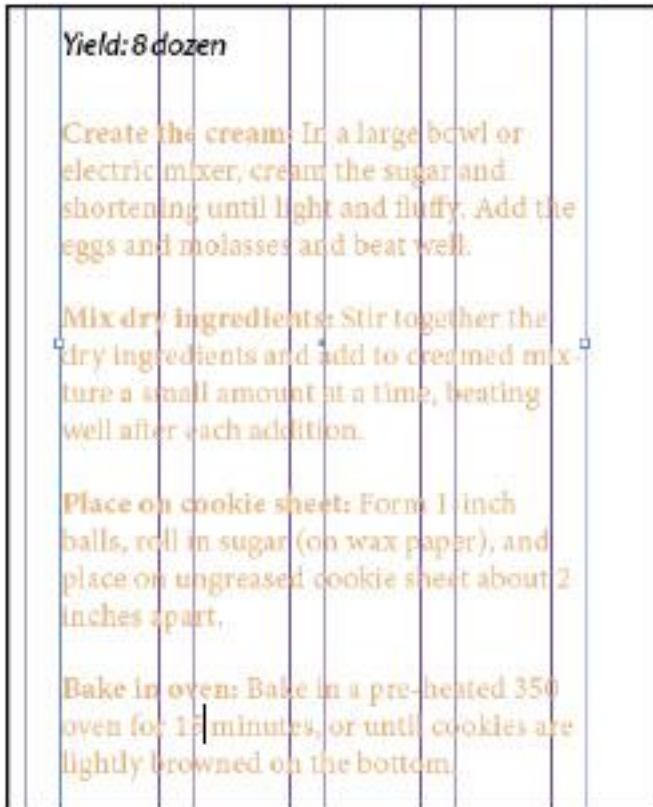 Yield: 8 dozen
Create the cream: In a large bowl or
electric mixer, cream the sugar and
shortening until light and fluffy. Add the
eggs and molasses and beat well.
Mix dry ingredients: Stir together the
dry ingredients and add to creamed mix-
ture a small amount at a time, beating
well after each addition.
Place on cookie sheet: Form 1-inch
balls, roll in sugar (on wax paper), and
place on ungreased cookie sheet about 2
inches apart.
Bake in oven: Bake in a pre-heated 350
oven for 15 minutes, or until cookies are
lightly browned on the bottom.